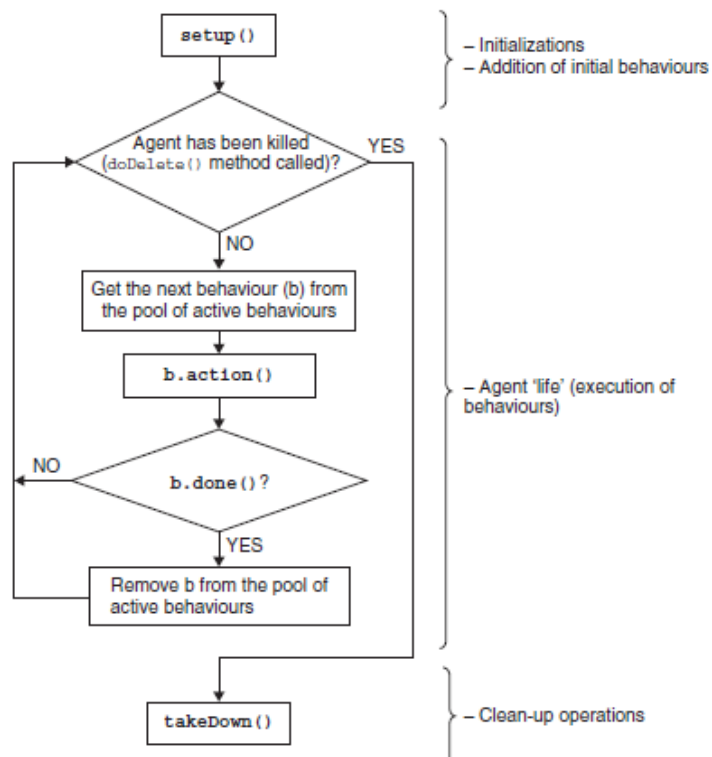 setup()
– Initializations
– Addition of initial behaviours
Agent has been killed
(doDelete() method called)?
YES
NO
Get the next behaviour (b) from
the pool of active behaviours
b.action()
– Agent ‘life’ (execution of
behaviours)
NO
b.done()?
YES
Remove b from the pool of
active behaviours
takeDown()
– Clean-up operations